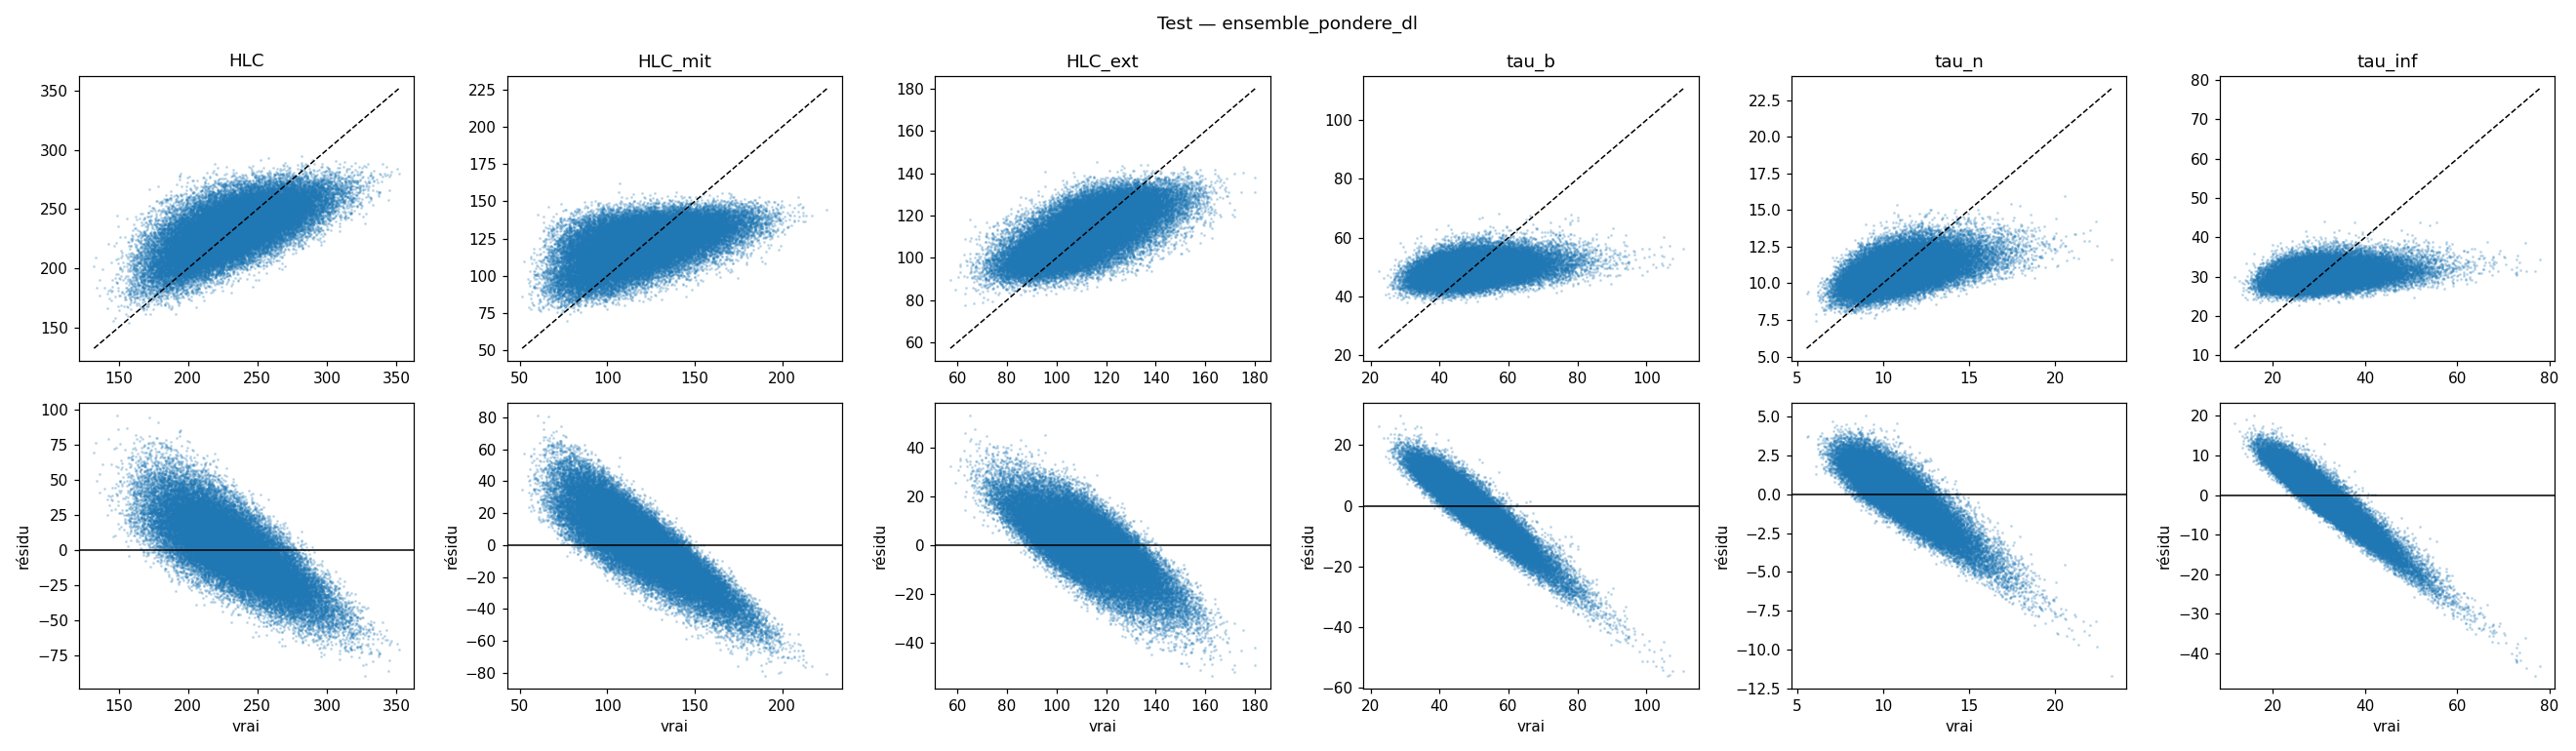 Test — ensemble_pondere_dl
HLC
HLC_mit
HLC_ext
tau_b
tau_n
tau_inf
350
300
250
200
150
150 200 250 300 350
225
200
175
150
125
100
75
50
50 100 150 200
180
160
140
120
100
80
60
60 80 100 120 140 160 180
100
80
60
40
20
20 40 60 80 100
22.5
20.0
17.5
15.0
12.5
10.0
7.5
5.0
5 10 15 20
80
70
60
50
40
30
20
10
20 40 60 80
résidu
100
75
50
25
0
−25
−50
−75
150 200 250 300 350
vrai
résidu
80
60
40
20
0
−20
−40
−60
−80
50 100 150 200
vrai
résidu
40
20
0
−20
−40
60 80 100 120 140 160 180
vrai
résidu
20
0
−20
−40
−60
20 40 60 80 100
vrai
résidu
5.0
2.5
0.0
−2.5
−5.0
−7.5
−10.0
−12.5
5 10 15 20
vrai
résidu
20
10
0
−10
−20
−30
−40
20 40 60 80
vrai